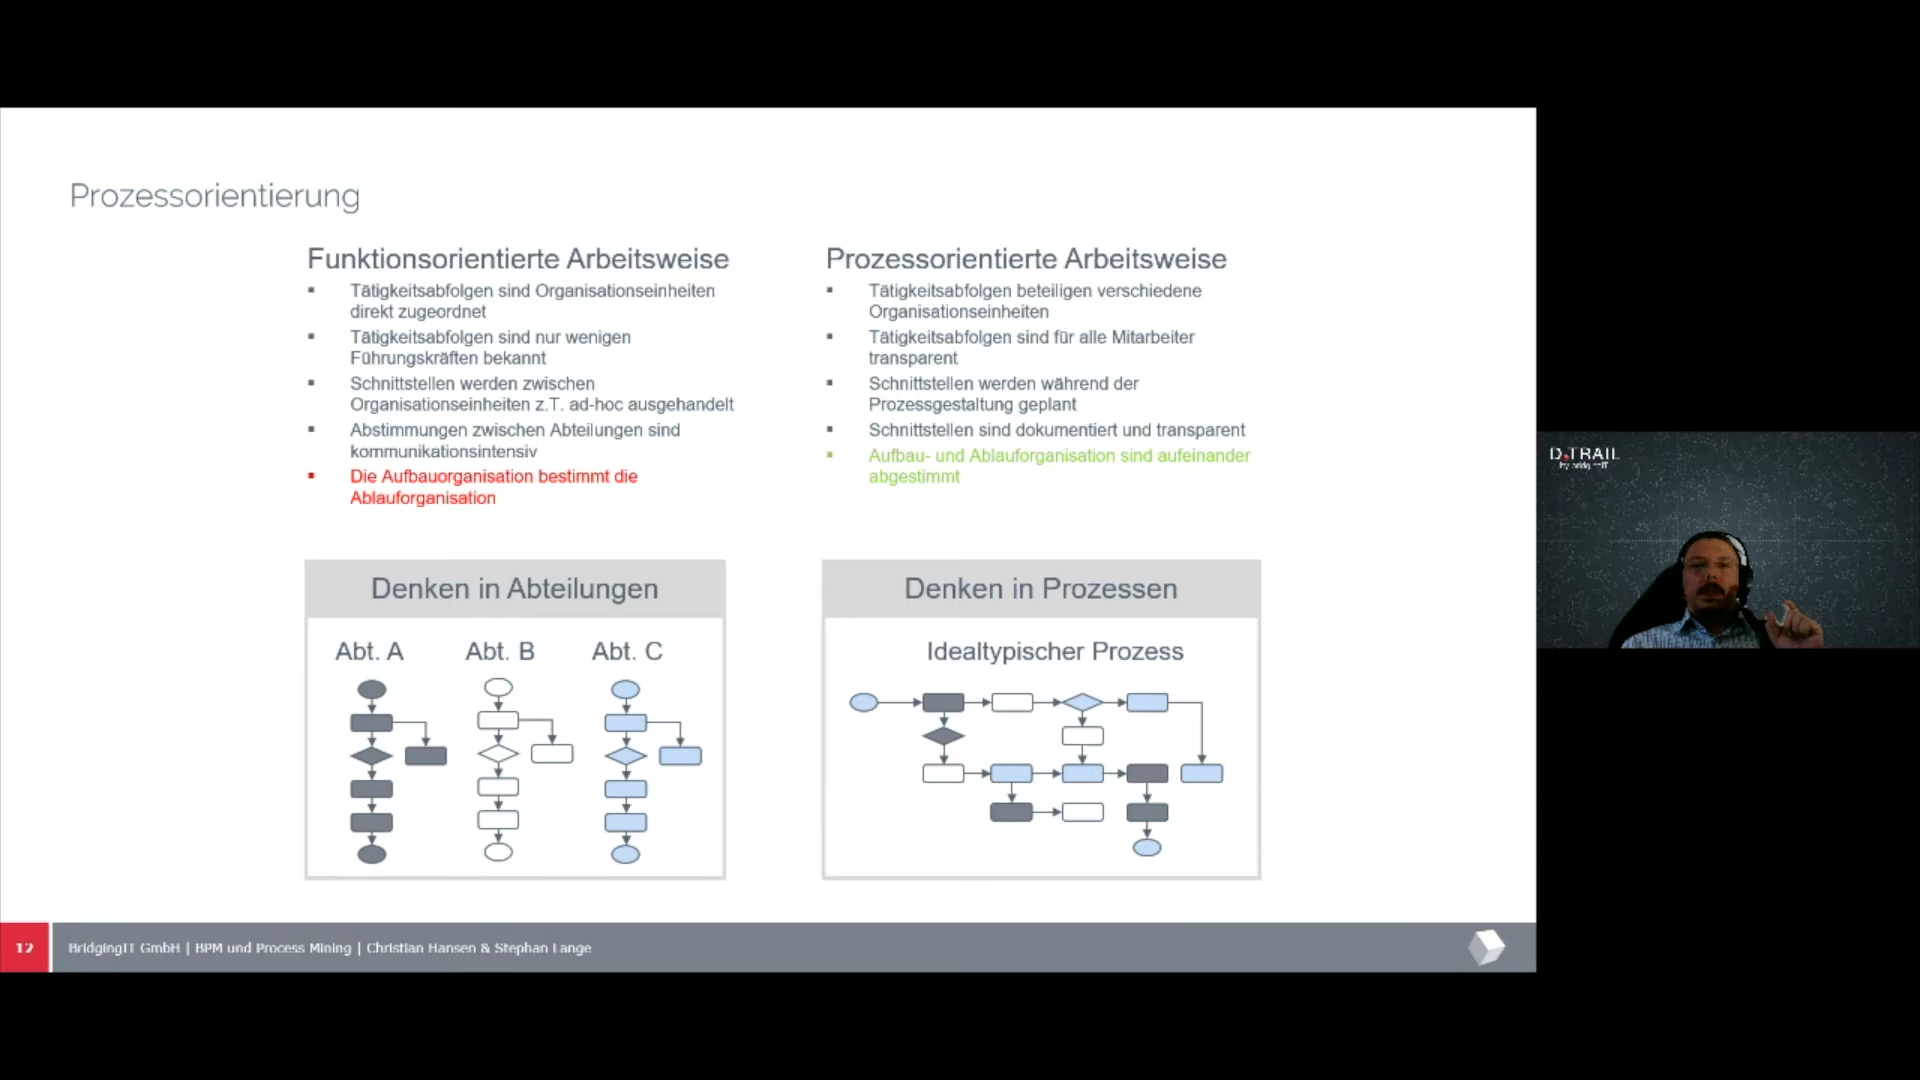 Prozessorientierung
Funktionsorientierte Arbeitsweise
Tätigkeitsabfolgen sind Organisationseinheiten
direkt zugeordnet
Tätigkeitsabfolgen sind nur wenigen
Führungskräften bekannt
Schnittstellen werden zwischen
Organisationseinheiten z.T. ad-hoc ausgehandelt
Abstimmungen zwischen Abteilungen sind
kommunikationsintensiv
Die Aufbauorganisation bestimmt die
Ablauforganisation
Prozessorientierte Arbeitsweise
Tätigkeitsabfolgen beteiligen verschiedene
Organisationseinheiten
Tätigkeitsabfolgen sind für alle Mitarbeiter
transparent
Schnittstellen werden während der
Prozessgestaltung geplant
Schnittstellen sind dokumentiert und transparent
Aufbau- und Ablauforganisation sind aufeinander
abgestimmt
Denken in Abteilungen
Abt. A Abt. B Abt. C
Denken in Prozessen
Idealtypischer Prozess
12 BridgingIT GmbH | BPM und Process Mining | Christian Hansen & Stephan Lange
D.TRAIL
by bridgingIT